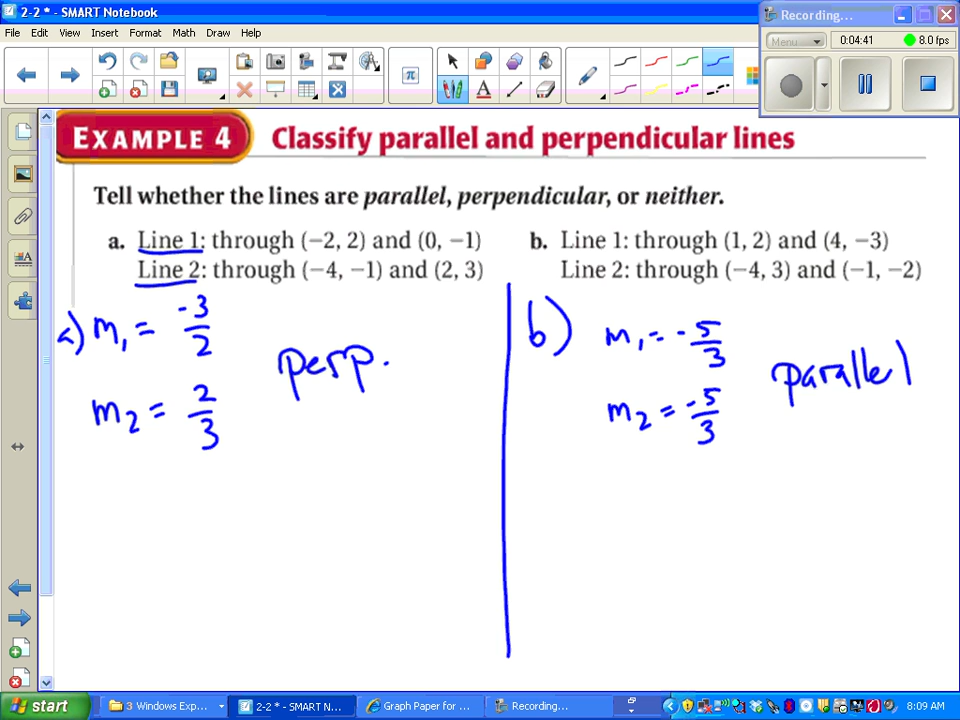 2-2 * - SMART Notebook
File Edit View Insert Format Math Draw Help
Recording...
Menu
0:04:41
8.0 fps
EXAMPLE 4 Classify parallel and perpendicular lines
Tell whether the lines are parallel, perpendicular, or neither.
a. Line 1: through (−2, 2) and (0, −1)
Line 2: through (−4, −1) and (2, 3)
b. Line 1: through (1, 2) and (4, −3)
Line 2: through (−4, 3) and (−1, −2)
a) m₁ = -3/2
perp.
m₂ = 2/3
b) m₁ = -5/3
parallel
m₂ = -5/3
start
3 Windows Exp...
2-2 * - SMART N...
Graph Paper for ...
Recording...
8:09 AM